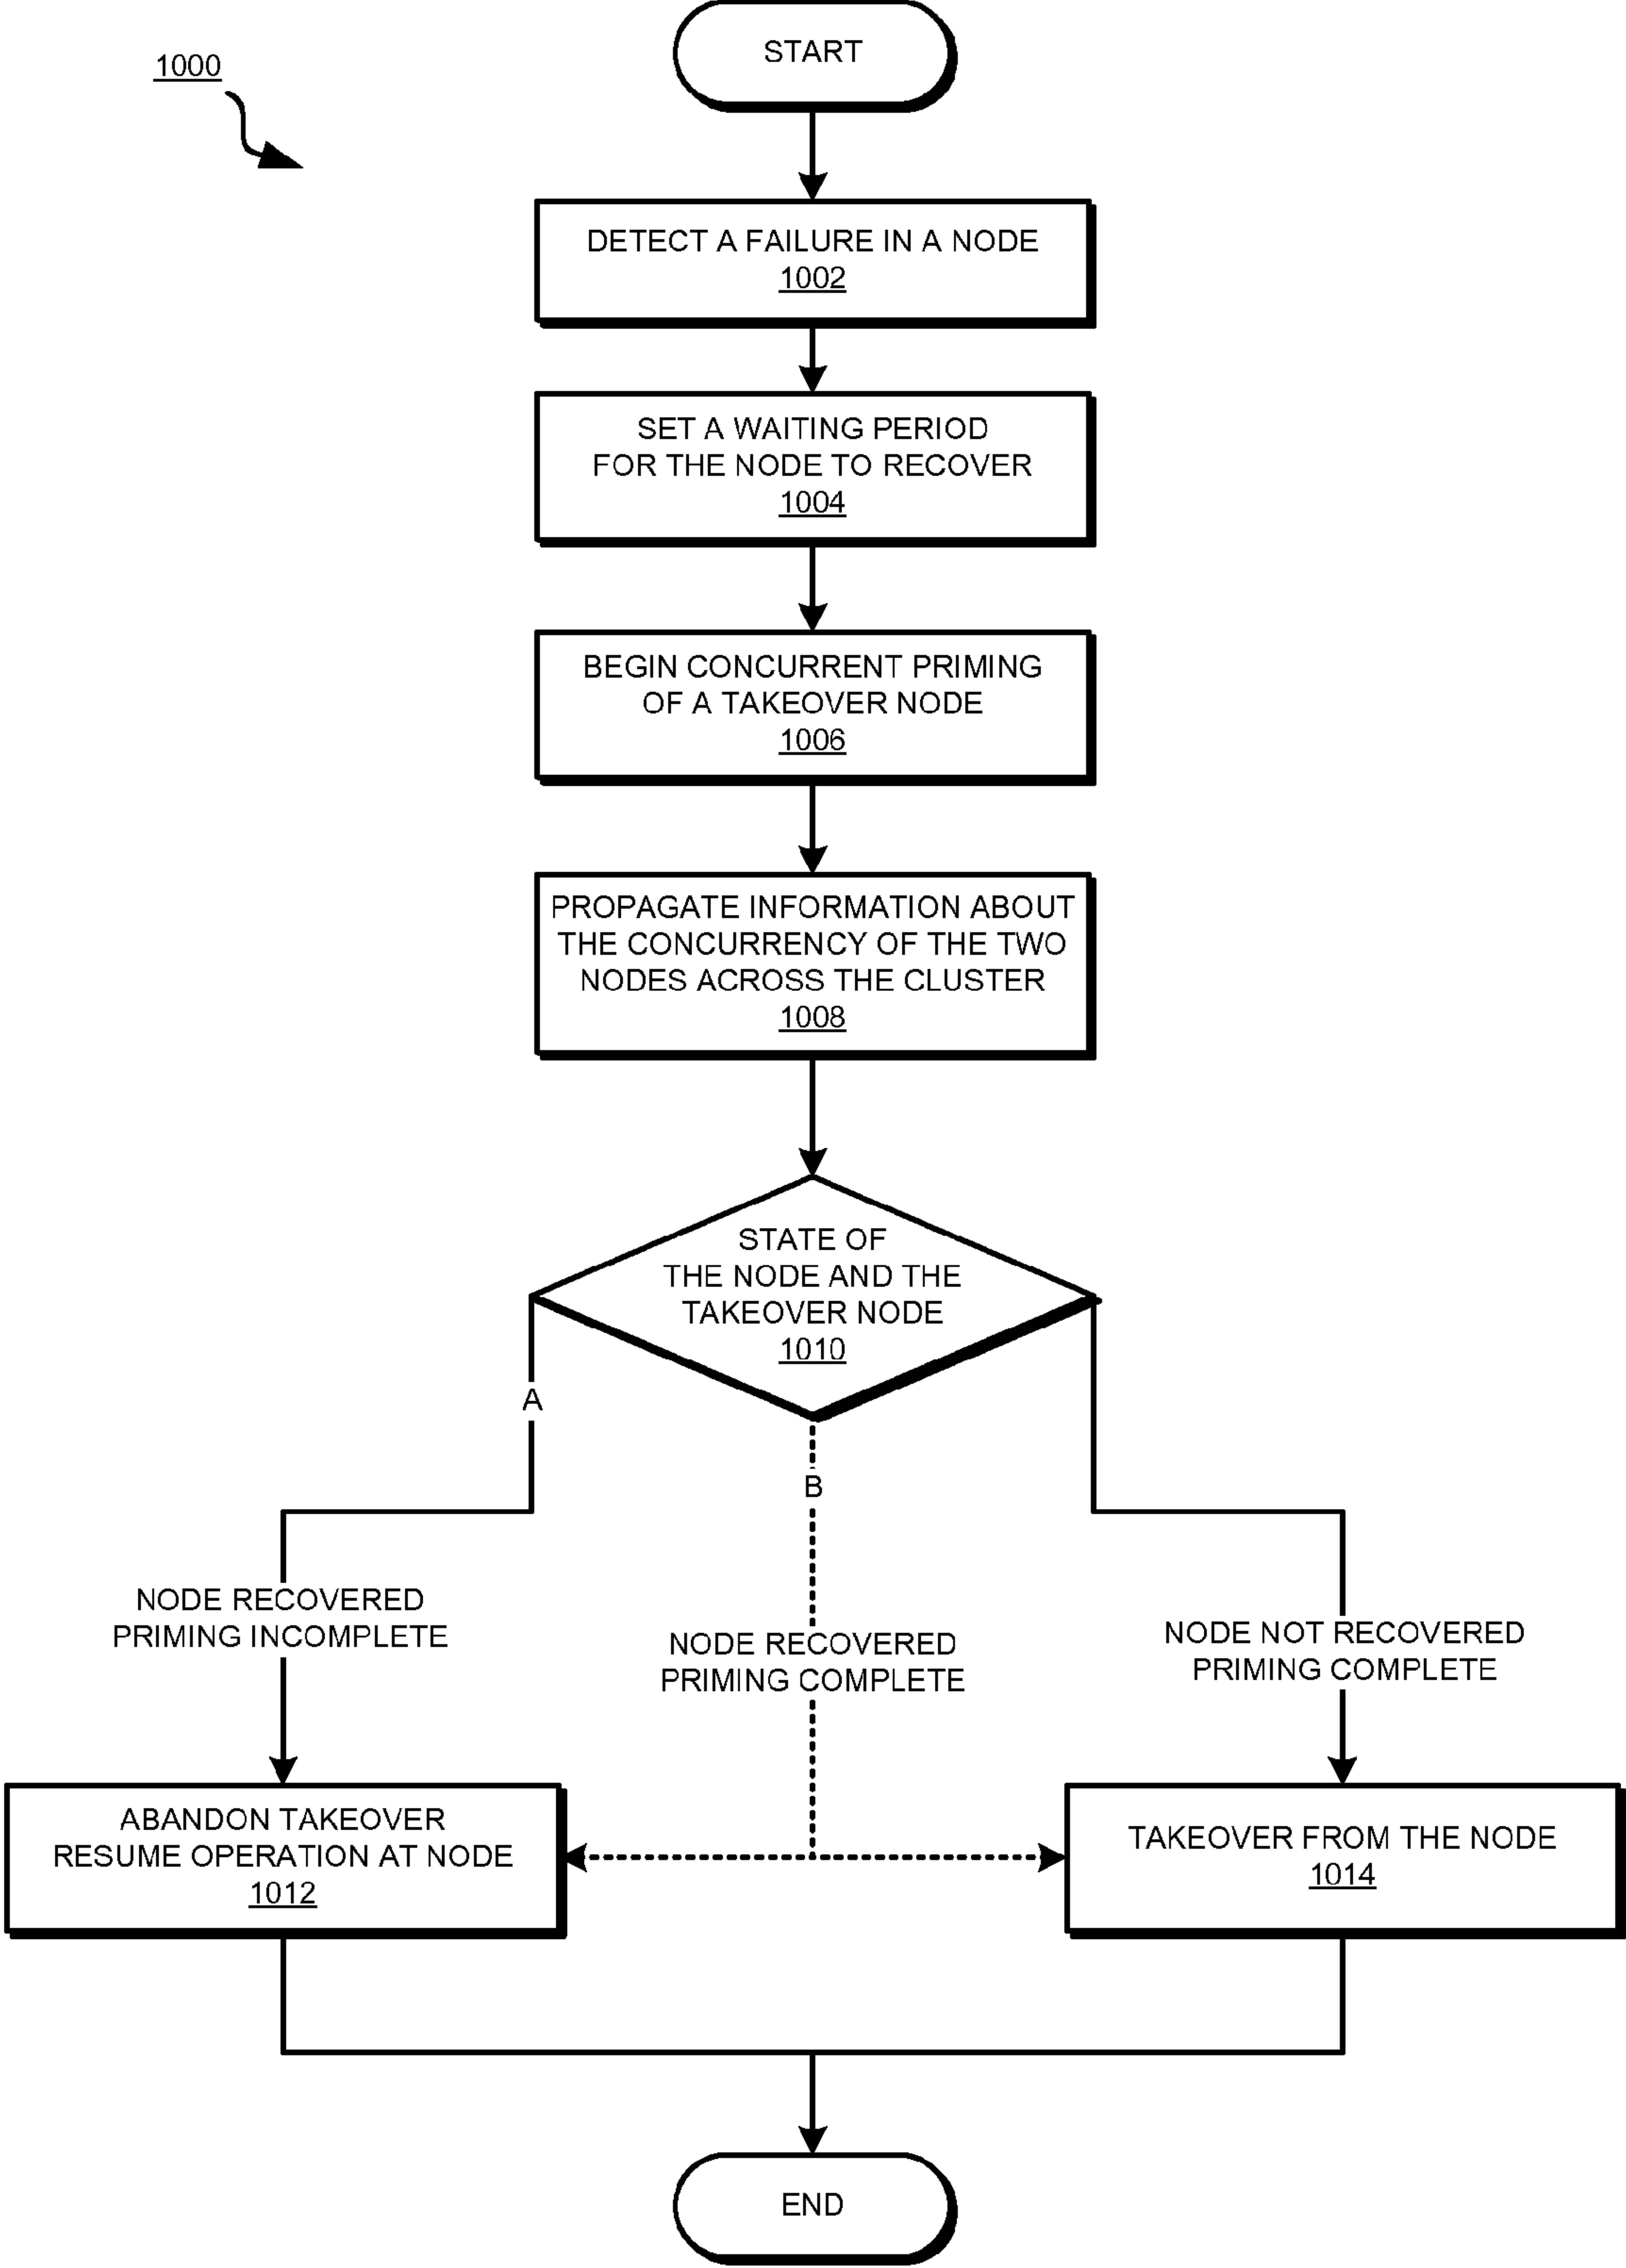 1000
START
DETECT A FAILURE IN A NODE
1002
SET A WAITING PERIOD
FOR THE NODE TO RECOVER
1004
BEGIN CONCURRENT PRIMING
OF A TAKEOVER NODE
1006
PROPAGATE INFORMATION ABOUT
THE CONCURRENCY OF THE TWO
NODES ACROSS THE CLUSTER
1008
STATE OF
THE NODE AND THE
TAKEOVER NODE
1010
A
B
NODE RECOVERED
PRIMING INCOMPLETE
NODE RECOVERED
PRIMING COMPLETE
NODE NOT RECOVERED
PRIMING COMPLETE
ABANDON TAKEOVER
RESUME OPERATION AT NODE
1012
TAKEOVER FROM THE NODE
1014
END